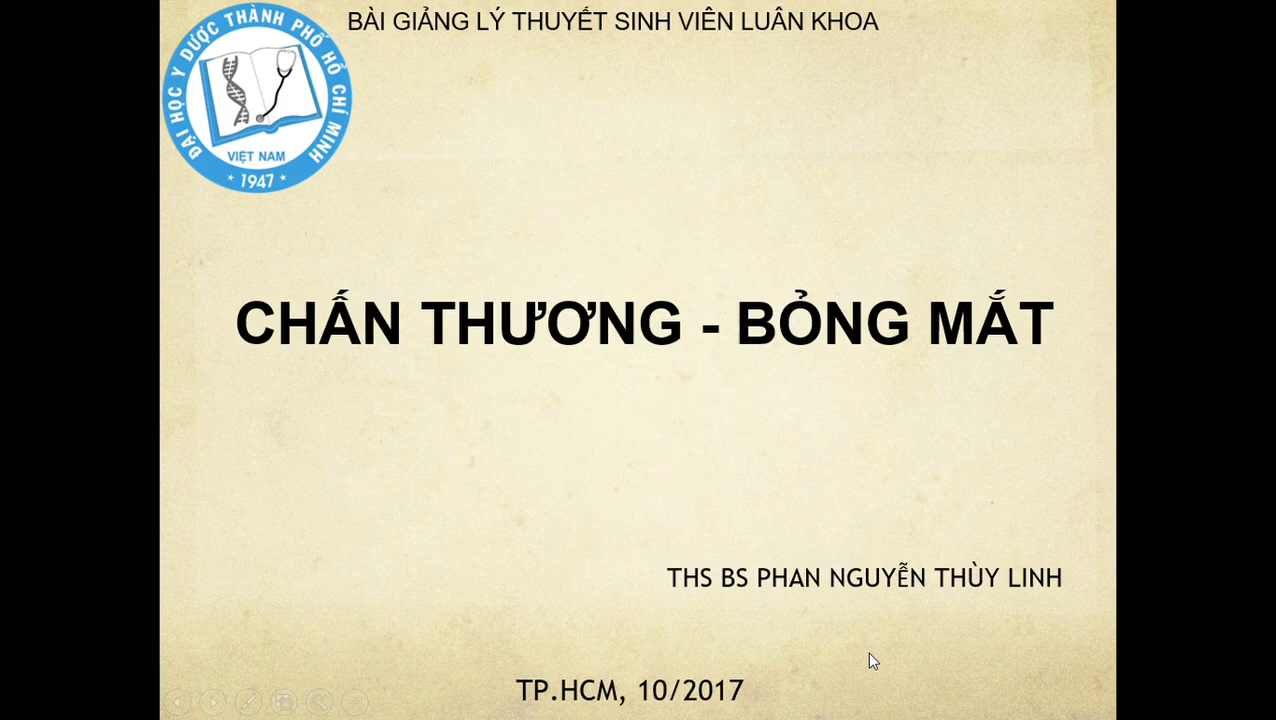 BÀI GIẢNG LÝ THUYẾT SINH VIÊN LUÂN KHOA
ĐẠI HỌC Y DƯỢC THÀNH PHỐ HỒ CHÍ MINH
VIỆT NAM
* 1947 *
CHẤN THƯƠNG - BỎNG MẮT
THS BS PHAN NGUYỄN THÙY LINH
TP.HCM, 10/2017